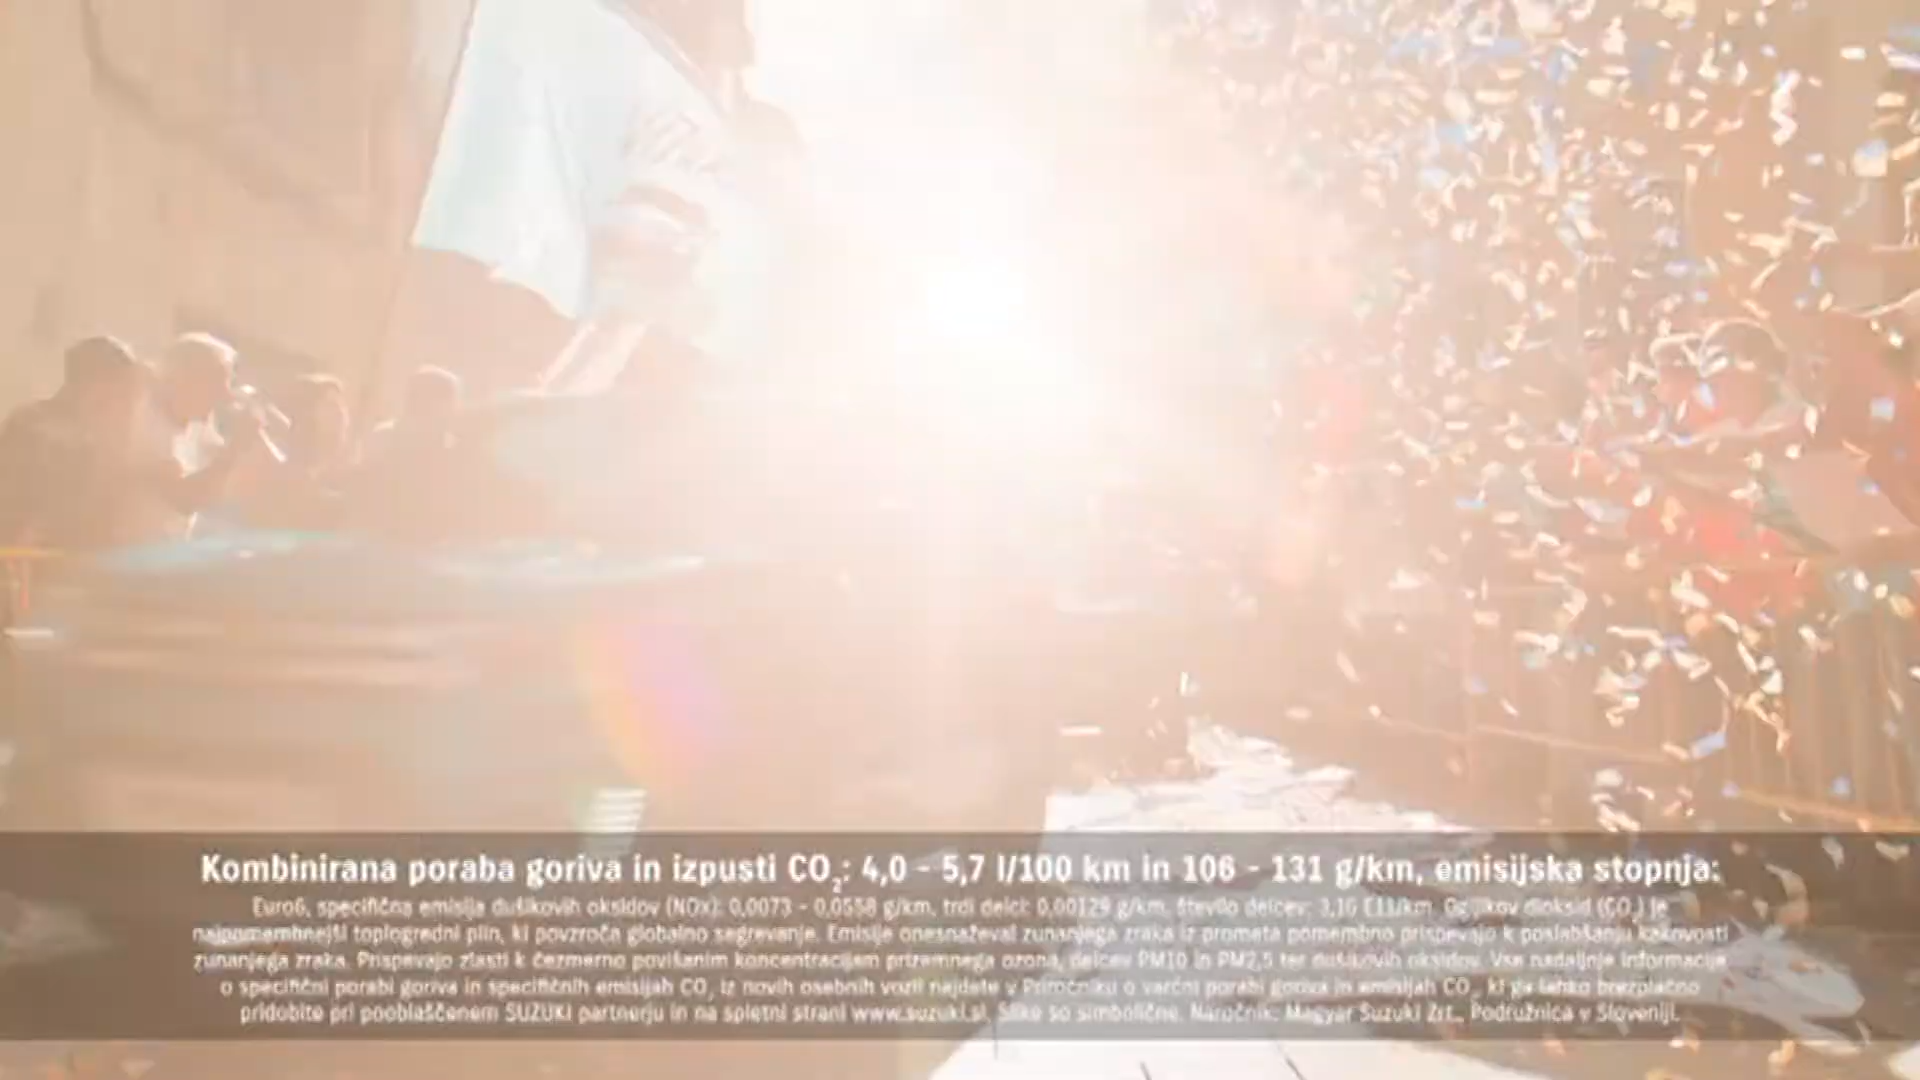 Kombinirana poraba goriva in izpusti CO₂: 4,0 - 5,7 l/100 km in 106 - 131 g/km, emisijska stopnja:
Euro6, specifična emisija dušikovih oksidov (NOx): 0,0073 - 0,0558 g/km, trdi delci: 0,00129 g/km, število delcev: 3,16 E11/km. Ogljikov dioksid (CO₂) je
najpomembnejši toplogredni plin, ki povzroča globalno segrevanje. Emisije onesnaževal zunanjega zraka iz prometa pomembno prispevajo k poslabšanju kakovosti
zunanjega zraka. Prispevajo zlasti k čezmerno povišanim koncentracijam prizemnega ozona, delcev PM10 in PM2,5 ter dušikovih oksidov. Vse nadaljnje informacije
o specifični porabi goriva in specifičnih emisijah CO₂ iz novih osebnih vozil najdete v Priročniku o varčni porabi goriva in emisijah CO₂, ki ga lahko brezplačno
pridobite pri pooblaščenem SUZUKI partnerju in na spletni strani www.suzuki.si. Slike so simbolične. Naročnik: Magyar Suzuki Zrt., Podružnica v Sloveniji.